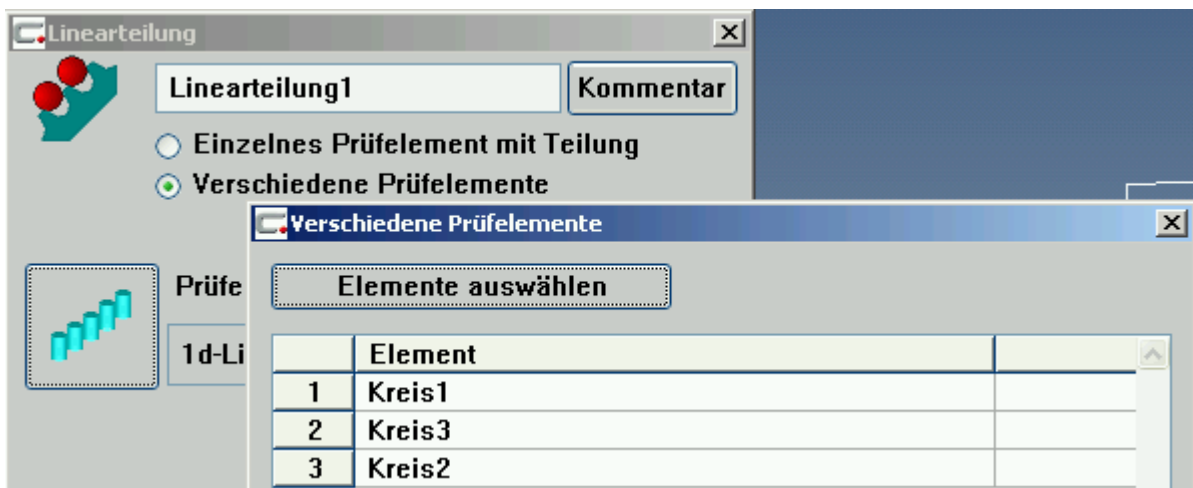 Linearteilung
Linearteilung1
Kommentar
Einzelnes Prüfelement mit Teilung
Verschiedene Prüfelemente
Verschiedene Prüfelemente
Prüfe
Elemente auswählen
1d-Li
Element
1 Kreis1
2 Kreis3
3 Kreis2